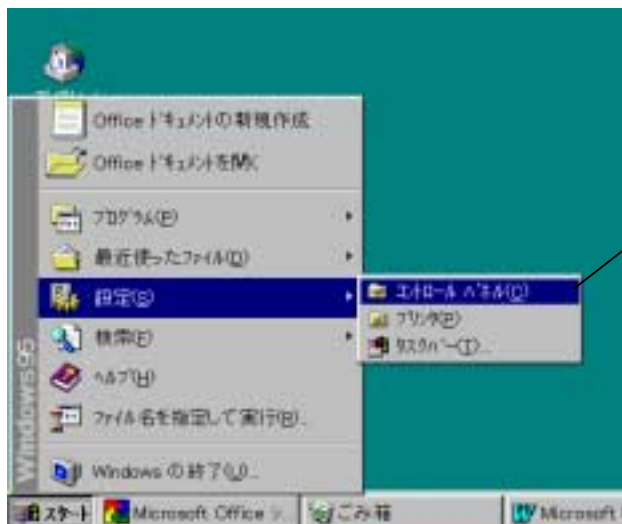 Office ﾄﾞｷｭﾒﾝﾄの新規作成
Office ﾄﾞｷｭﾒﾝﾄを開く
ﾌﾟﾛｸﾞﾗﾑ(P)
最近使ったﾌｧｲﾙ(D)
設定(S)
ｺﾝﾄﾛｰﾙ ﾊﾟﾈﾙ(C)
ﾌﾟﾘﾝﾀ(P)
ﾀｽｸﾊﾞｰ(T)...
検索(F)
ﾍﾙﾌﾟ(H)
ﾌｧｲﾙ名を指定して実行(R)...
Windows の終了(U)...
Windows95
スタート
Microsoft Office
ごみ箱
Microsoft